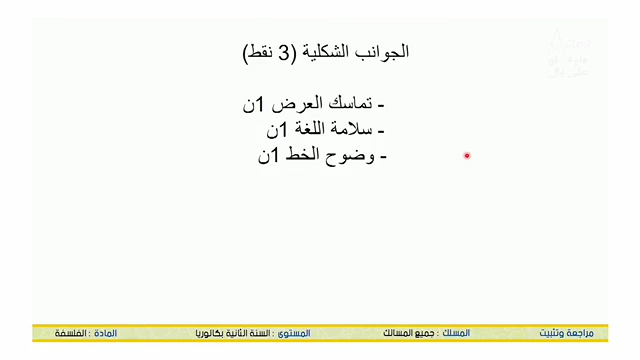 الجوانب الشكلية (3 نقط)
- تماسك العرض 1ن
- سلامة اللغة 1ن
- وضوح الخط 1ن
مراجعة وتثبيت
المسلك : جميع المسالك
المستوى : السنة الثانية بكالوريا
المادة : الفلسفة